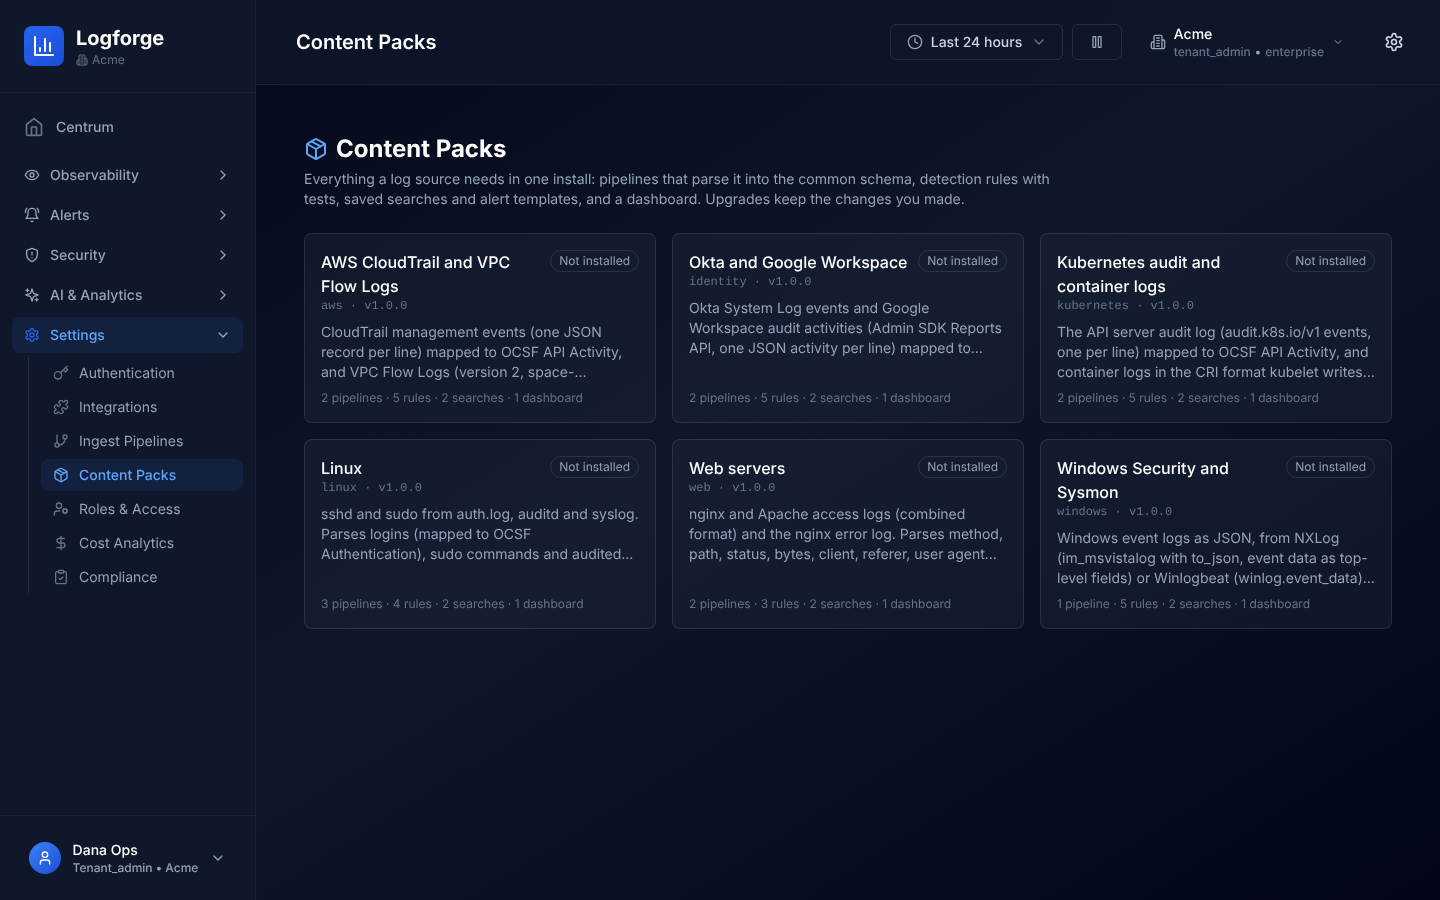 Logforge
Acme
Centrum
Observability
Alerts
Security
AI & Analytics
Settings
Authentication
Integrations
Ingest Pipelines
Content Packs
Roles & Access
Cost Analytics
Compliance
Dana Ops
Tenant_admin • Acme
Content Packs
Last 24 hours
Acme
tenant_admin • enterprise
Content Packs
Everything a log source needs in one install: pipelines that parse it into the common schema, detection rules with
tests, saved searches and alert templates, and a dashboard. Upgrades keep the changes you made.
AWS CloudTrail and VPC
Flow Logs
Not installed
aws · v1.0.0
CloudTrail management events (one JSON
record per line) mapped to OCSF API Activity,
and VPC Flow Logs (version 2, space-...
2 pipelines · 5 rules · 2 searches · 1 dashboard
Okta and Google Workspace
Not installed
identity · v1.0.0
Okta System Log events and Google
Workspace audit activities (Admin SDK Reports
API, one JSON activity per line) mapped to...
2 pipelines · 5 rules · 2 searches · 1 dashboard
Kubernetes audit and
container logs
Not installed
kubernetes · v1.0.0
The API server audit log (audit.k8s.io/v1 events,
one per line) mapped to OCSF API Activity, and
container logs in the CRI format kubelet writes...
2 pipelines · 5 rules · 2 searches · 1 dashboard
Linux
Not installed
linux · v1.0.0
sshd and sudo from auth.log, auditd and syslog.
Parses logins (mapped to OCSF
Authentication), sudo commands and audited...
3 pipelines · 4 rules · 2 searches · 1 dashboard
Web servers
Not installed
web · v1.0.0
nginx and Apache access logs (combined
format) and the nginx error log. Parses method,
path, status, bytes, client, referer, user agent...
2 pipelines · 3 rules · 2 searches · 1 dashboard
Windows Security and
Sysmon
Not installed
windows · v1.0.0
Windows event logs as JSON, from NXLog
(im_msvistalog with to_json, event data as top-
level fields) or Winlogbeat (winlog.event_data)...
1 pipeline · 5 rules · 2 searches · 1 dashboard